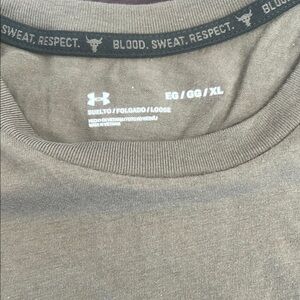 SWEAT. RESPECT. BLOOD. SWEAT. RESPECT.
EG / GG / XL
SUELTO / FOLGADO / LOOSE